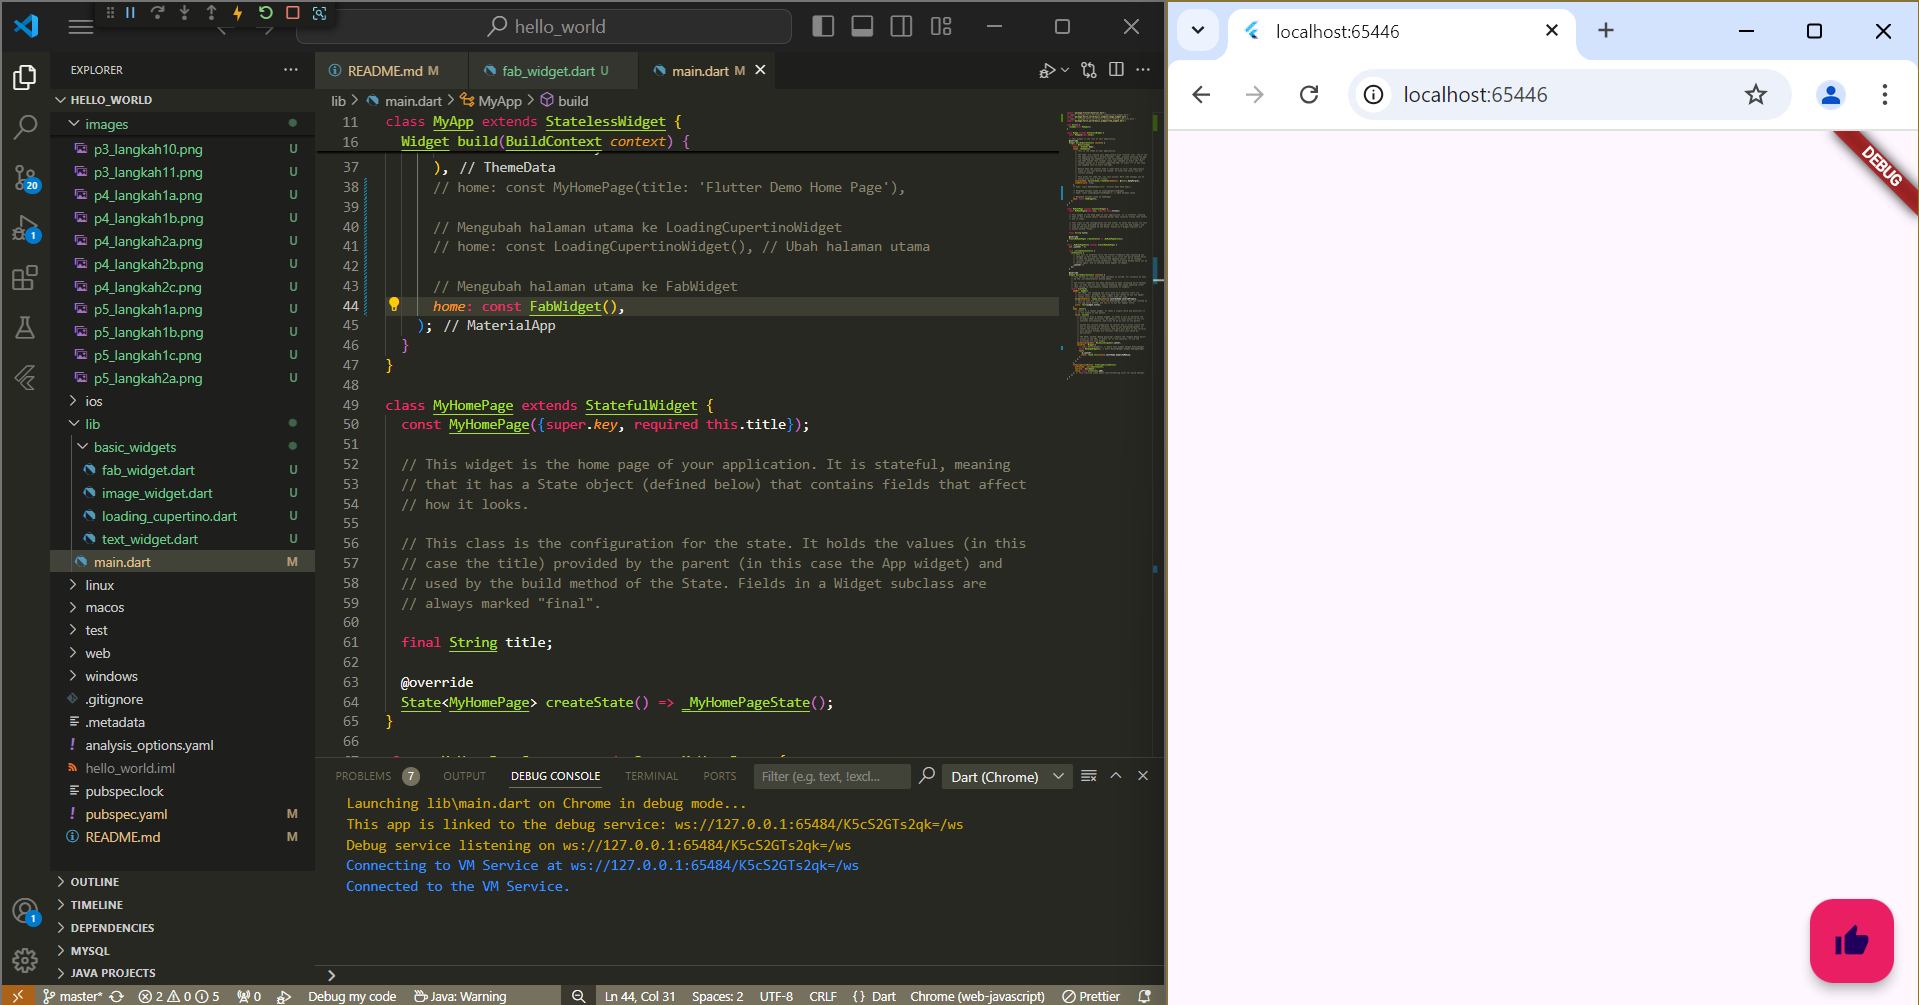 hello_world
EXPLORER
HELLO_WORLD
images
p3_langkah10.png U
p3_langkah11.png U
p4_langkah1a.png U
p4_langkah1b.png U
p4_langkah2a.png U
p4_langkah2b.png U
p4_langkah2c.png U
p5_langkah1a.png U
p5_langkah1b.png U
p5_langkah1c.png U
p5_langkah2a.png U
ios
lib
basic_widgets
fab_widget.dart U
image_widget.dart U
loading_cupertino.dart U
text_widget.dart U
main.dart M
linux
macos
test
web
windows
.gitignore
.metadata
analysis_options.yaml
hello_world.iml
pubspec.lock
pubspec.yaml M
README.md M
OUTLINE
TIMELINE
DEPENDENCIES
MYSQL
JAVA PROJECTS
20
1
1
README.md M
fab_widget.dart U
main.dart M
lib > main.dart > MyApp > build
11 class MyApp extends StatelessWidget {
16 Widget build(BuildContext context) {
37 ), // ThemeData
38 // home: const MyHomePage(title: 'Flutter Demo Home Page'),
39
40 // Mengubah halaman utama ke LoadingCupertinoWidget
41 // home: const LoadingCupertinoWidget(), // Ubah halaman utama
42
43 // Mengubah halaman utama ke FabWidget
44 home: const FabWidget(),
45 ); // MaterialApp
46 }
47 }
48
49 class MyHomePage extends StatefulWidget {
50 const MyHomePage({super.key, required this.title});
51
52 // This widget is the home page of your application. It is stateful, meaning
53 // that it has a State object (defined below) that contains fields that affect
54 // how it looks.
55
56 // This class is the configuration for the state. It holds the values (in this
57 // case the title) provided by the parent (in this case the App widget) and
58 // used by the build method of the State. Fields in a Widget subclass are
59 // always marked "final".
60
61 final String title;
62
63 @override
64 State<MyHomePage> createState() => _MyHomePageState();
65 }
66
PROBLEMS 7 OUTPUT DEBUG CONSOLE TERMINAL PORTS Filter (e.g. text, !excl... Dart (Chrome)
Launching lib\main.dart on Chrome in debug mode...
This app is linked to the debug service: ws://127.0.0.1:65484/K5cS2GTs2qk=/ws
Debug service listening on ws://127.0.0.1:65484/K5cS2GTs2qk=/ws
Connecting to VM Service at ws://127.0.0.1:65484/K5cS2GTs2qk=/ws
Connected to the VM Service.
master* 2 0 5 0 Debug my code Java: Warning Ln 44, Col 31 Spaces: 2 UTF-8 CRLF {} Dart Chrome (web-javascript) Prettier
localhost:65446
localhost:65446
DEBUG